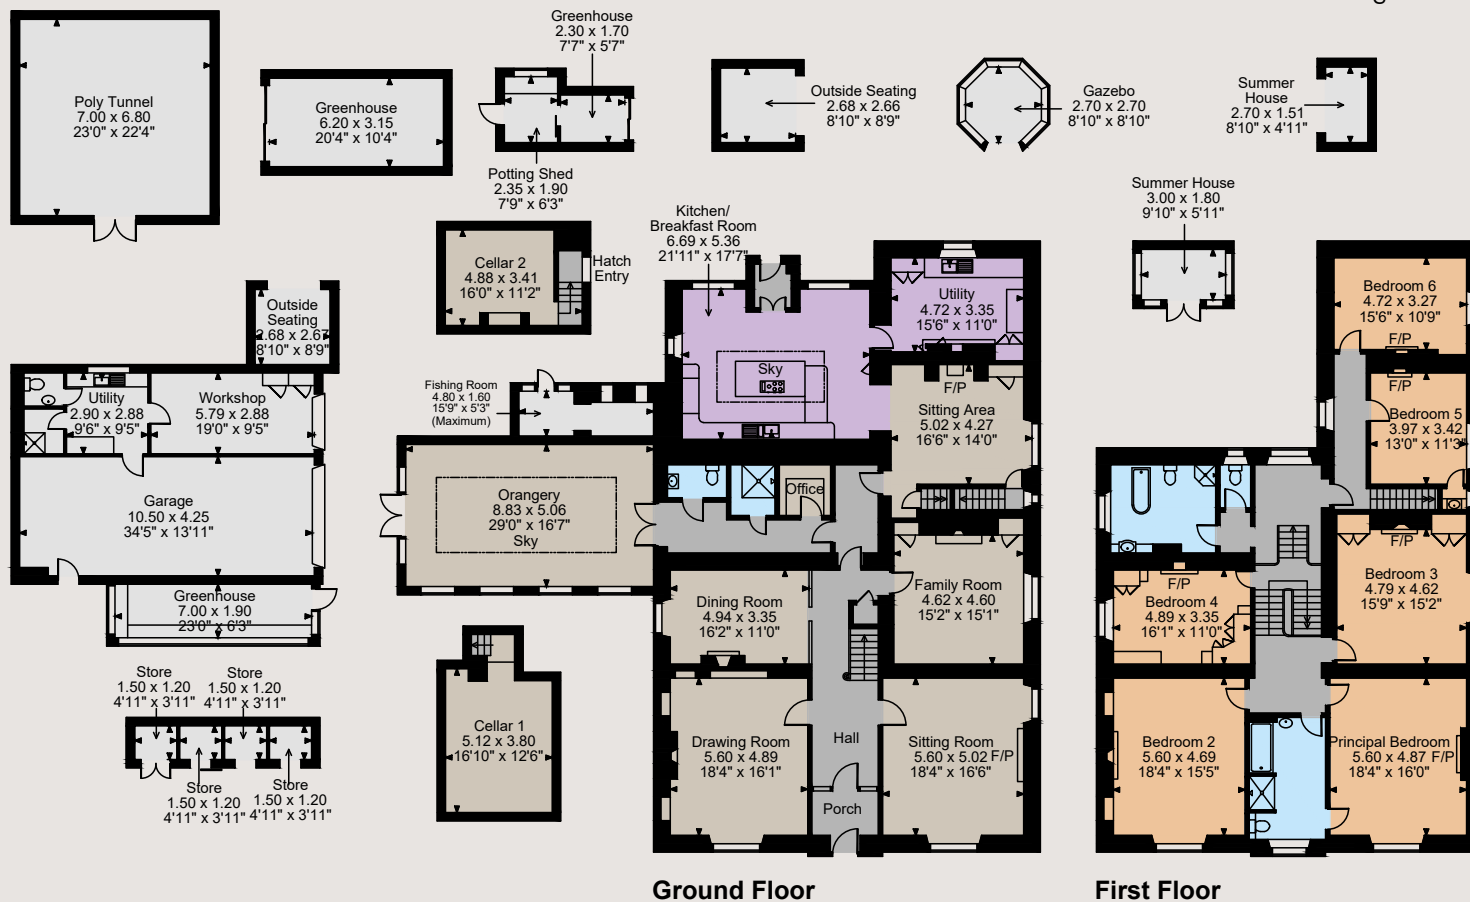 g
Poly Tunnel
7.00 x 6.80
23'0" x 22'4"
Greenhouse
6.20 x 3.15
20'4" x 10'4"
Greenhouse
2.30 x 1.70
7'7" x 5'7"
Potting Shed
2.35 x 1.90
7'9" x 6'3"
Outside Seating
2.68 x 2.66
8'10" x 8'9"
Gazebo
2.70 x 2.70
8'10" x 8'10"
Summer
House
2.70 x 1.51
8'10" x 4'11"
Summer House
3.00 x 1.80
9'10" x 5'11"
Cellar 2
4.88 x 3.41
16'0" x 11'2"
Hatch
Entry
Kitchen/
Breakfast Room
6.69 x 5.36
21'11" x 17'7"
Sky
Utility
4.72 x 3.35
15'6" x 11'0"
F/P
Sitting Area
5.02 x 4.27
16'6" x 14'0"
Outside
Seating
2.68 x 2.67
8'10" x 8'9"
Utility
2.90 x 2.88
9'6" x 9'5"
Workshop
5.79 x 2.88
19'0" x 9'5"
Garage
10.50 x 4.25
34'5" x 13'11"
Greenhouse
7.00 x 1.90
23'0" x 6'3"
Fishing Room
4.80 x 1.60
15'9" x 5'3"
(Maximum)
Orangery
8.83 x 5.06
29'0" x 16'7"
Sky
Office
Dining Room
4.94 x 3.35
16'2" x 11'0"
Family Room
4.62 x 4.60
15'2" x 15'1"
Store
1.50 x 1.20
4'11" x 3'11"
Store
1.50 x 1.20
4'11" x 3'11"
Store
1.50 x 1.20
4'11" x 3'11"
Store
1.50 x 1.20
4'11" x 3'11"
Cellar 1
5.12 x 3.80
16'10" x 12'6"
Drawing Room
5.60 x 4.89
18'4" x 16'1"
Hall
Porch
Sitting Room
5.60 x 5.02 F/P
18'4" x 16'6"
Bedroom 6
4.72 x 3.27
15'6" x 10'9"
F/P
F/P
Bedroom 5
3.97 x 3.42
13'0" x 11'3"
F/P
Bedroom 3
4.79 x 4.62
15'9" x 15'2"
F/P
Bedroom 4
4.89 x 3.35
16'1" x 11'0"
Bedroom 2
5.60 x 4.69
18'4" x 15'5"
Principal Bedroom
5.60 x 4.87 F/P
18'4" x 16'0"
Ground Floor
First Floor